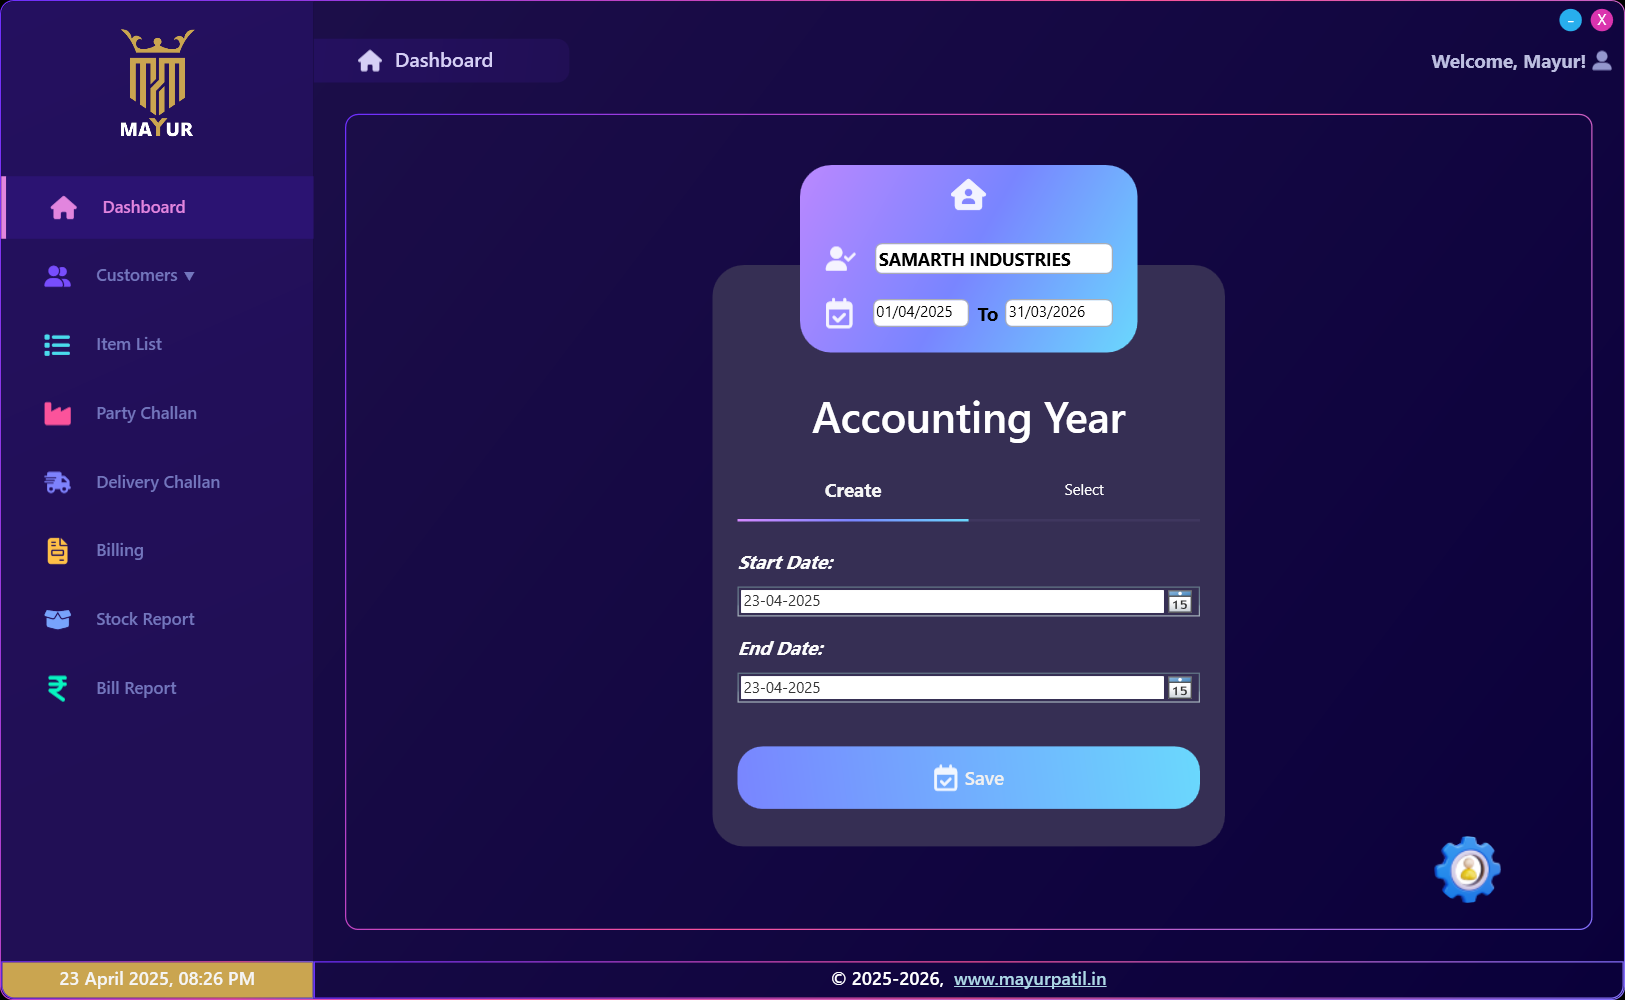 MAYUR
Dashboard
Customers ▼
Item List
Party Challan
Delivery Challan
Billing
Stock Report
Bill Report
23 April 2025, 08:26 PM
Dashboard
– X
Welcome, Mayur!
SAMARTH INDUSTRIES
01/04/2025 To 31/03/2026
Accounting Year
Create Select
Start Date:
23-04-2025 15
End Date:
23-04-2025 15
Save
© 2025-2026, www.mayurpatil.in